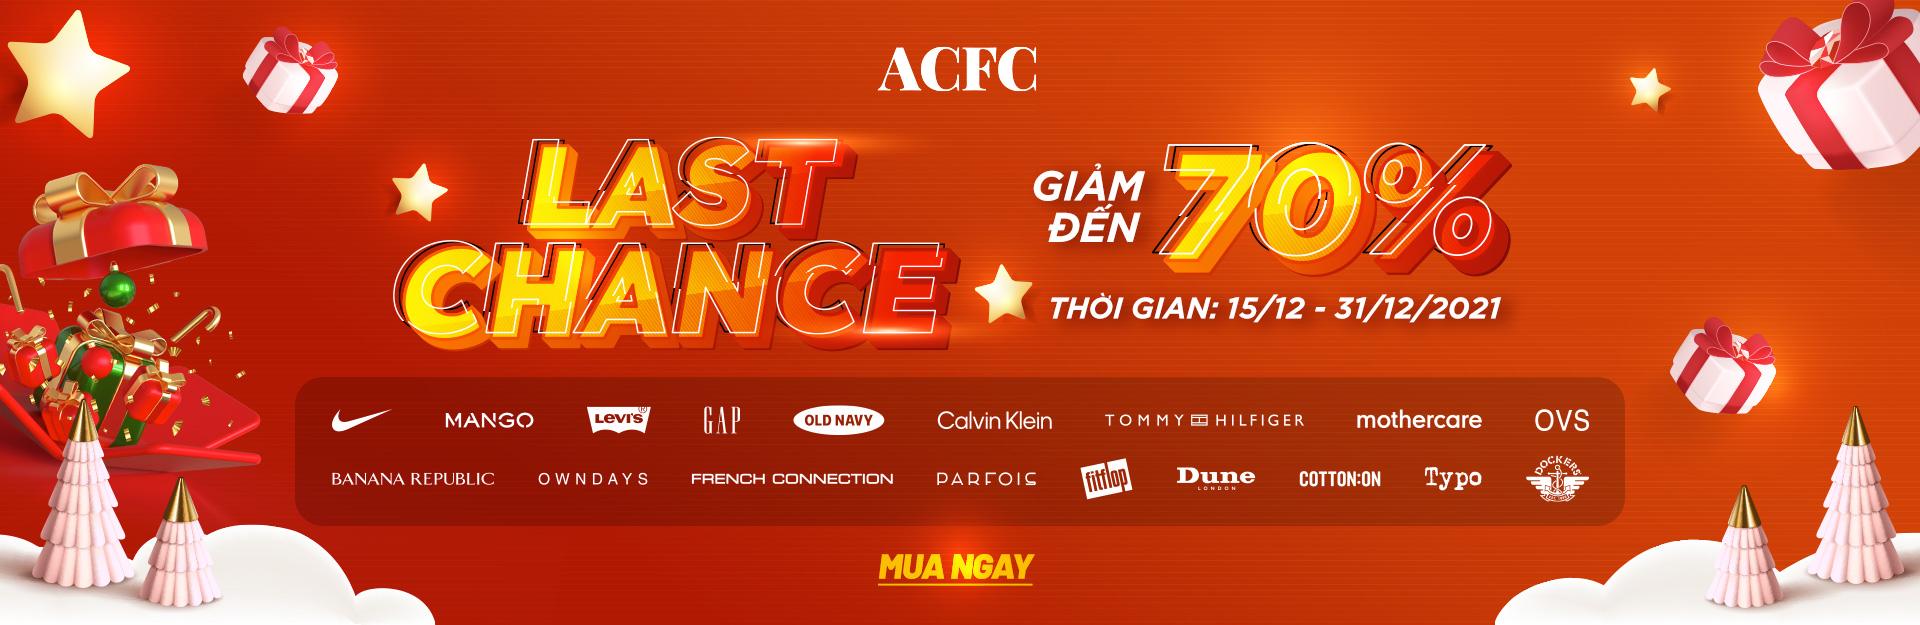 ACFC
LAST
CHANCE
GIẢM
ĐẾN
70%
THỜI GIAN: 15/12 - 31/12/2021
MANGO
Levi's®
GAP
OLD NAVY
Calvin Klein
TOMMY HILFIGER
mothercare
OVS
BANANA REPUBLIC
OWNDAYS
FRENCH CONNECTION
PARFOIS
fitflop
Dune
LONDON
COTTON:ON
Typo
DOCKERS
MUA NGAY